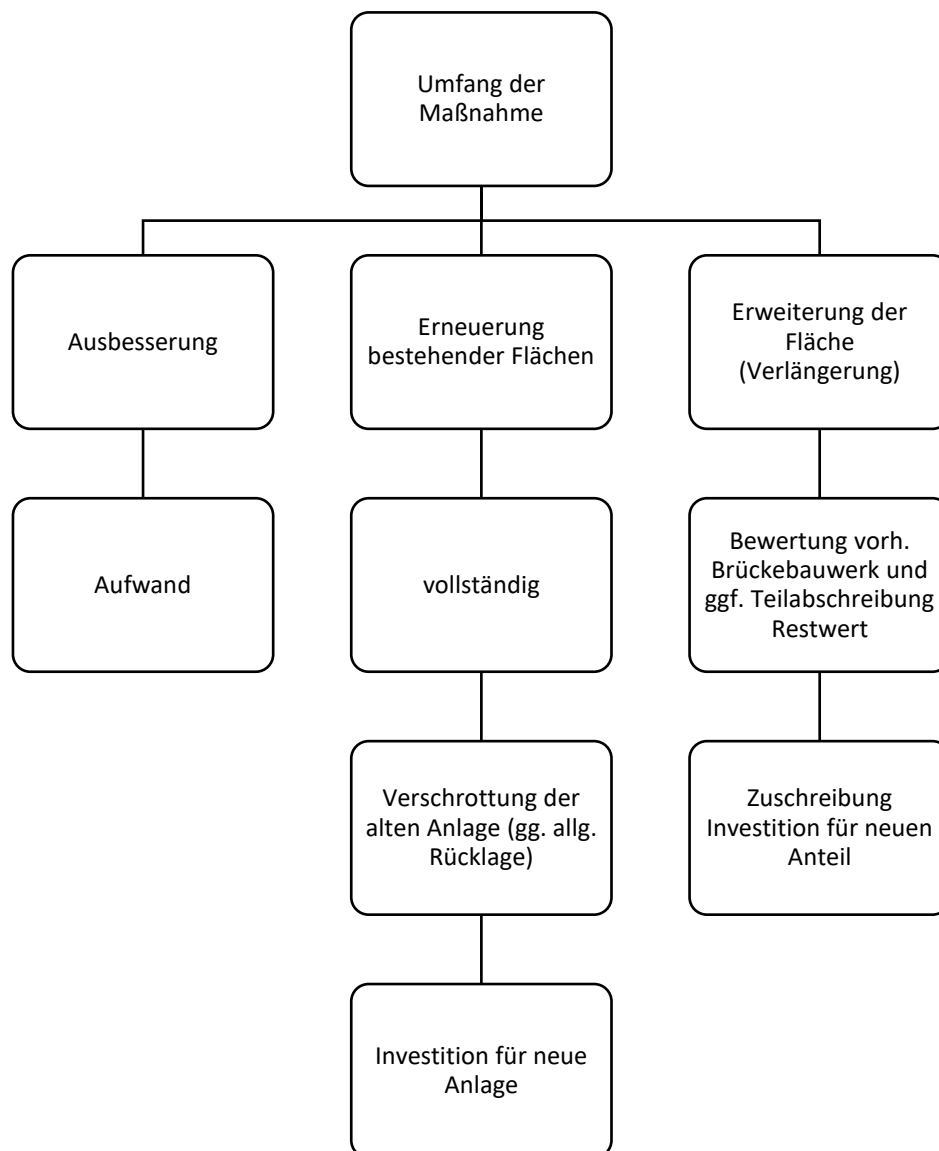 Umfang der
Maßnahme
Ausbesserung
Erneuerung
bestehender Flächen
Erweiterung der
Fläche
(Verlängerung)
Aufwand
vollständig
Bewertung vorh.
Brückebauwerk und
ggf. Teilabschreibung
Restwert
Verschrottung der
alten Anlage (gg. allg.
Rücklage)
Zuschreibung
Investition für neuen
Anteil
Investition für neue
Anlage